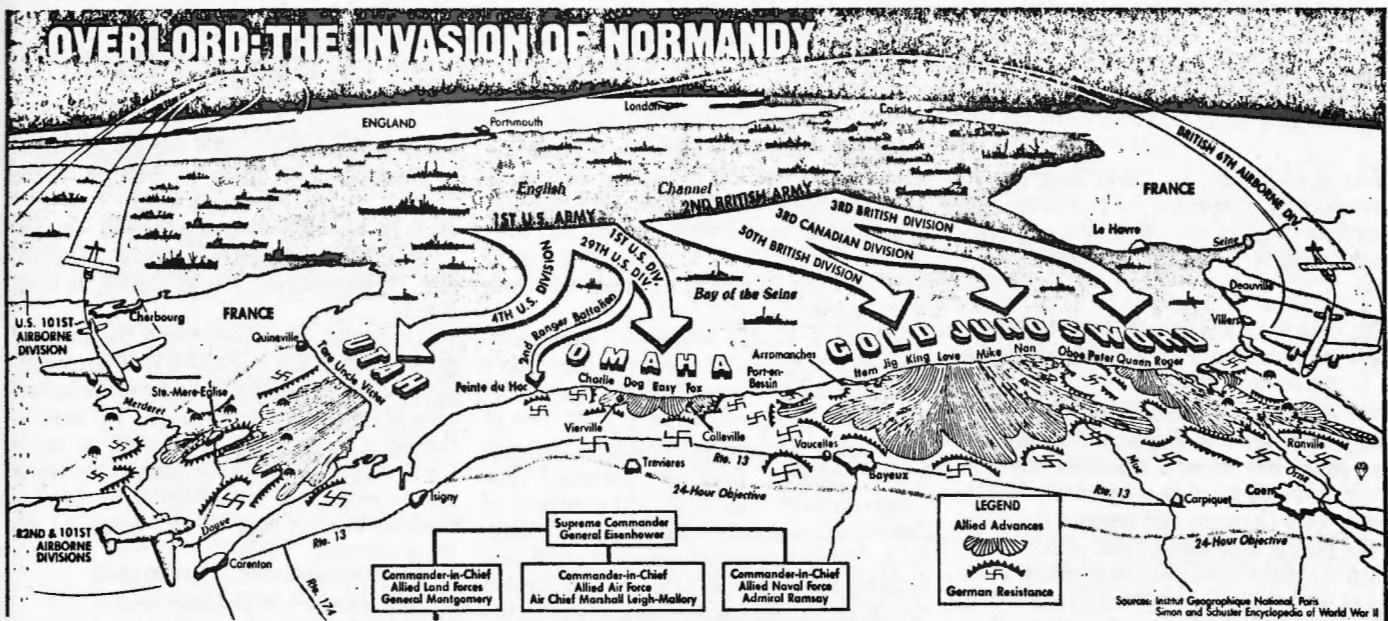 OVERLORD: THE INVASION OF NORMANDY
London
Calais
ENGLAND
Portsmouth
BRITISH 6TH AIRBORNE DIV.
English Channel
FRANCE
1ST U.S. ARMY
2ND BRITISH ARMY
3RD BRITISH DIVISION
3RD CANADIAN DIVISION
50TH BRITISH DIVISION
Le Havre
Seine
1ST U.S. DIV
29TH U.S. DIV
4TH U.S. DIVISION
2nd Ranger Battalion
Bay of the Seine
Deauville
Villers
Cherbourg
FRANCE
U.S. 101ST
AIRBORNE
DIVISION
Quineville
UTAH
OMAHA
GOLD JUNO SWORD
Tare Uncle Victor
Arromanches
Port-en-
Bessin
Item Jig King Love Mike Nan Oboe Peter Queen Roger
Pointe du Hoc
Charlie Dog Easy Fox
Ste.-Mere-Eglise
Merderet
Vierville
Colleville
Vaucelles
Bayeux
Ranville
Orne
Mue
Caen
Trevieres
Rte. 13
Rte. 13
Carpiquet
Isigny
24-Hour Objective
24-Hour Objective
82ND & 101ST
AIRBORNE
DIVISIONS
Douve
Carenton
Rte. 13
Rte. 174
Supreme Commander
General Eisenhower
Commander-in-Chief
Allied Land Forces
General Montgomery
Commander-in-Chief
Allied Air Force
Air Chief Marshall Leigh-Mallory
Commander-in-Chief
Allied Naval Force
Admiral Ramsay
LEGEND
Allied Advances
German Resistance
Sources: Institut Geographique National, Paris
Simon and Schuster Encyclopedia of World War II